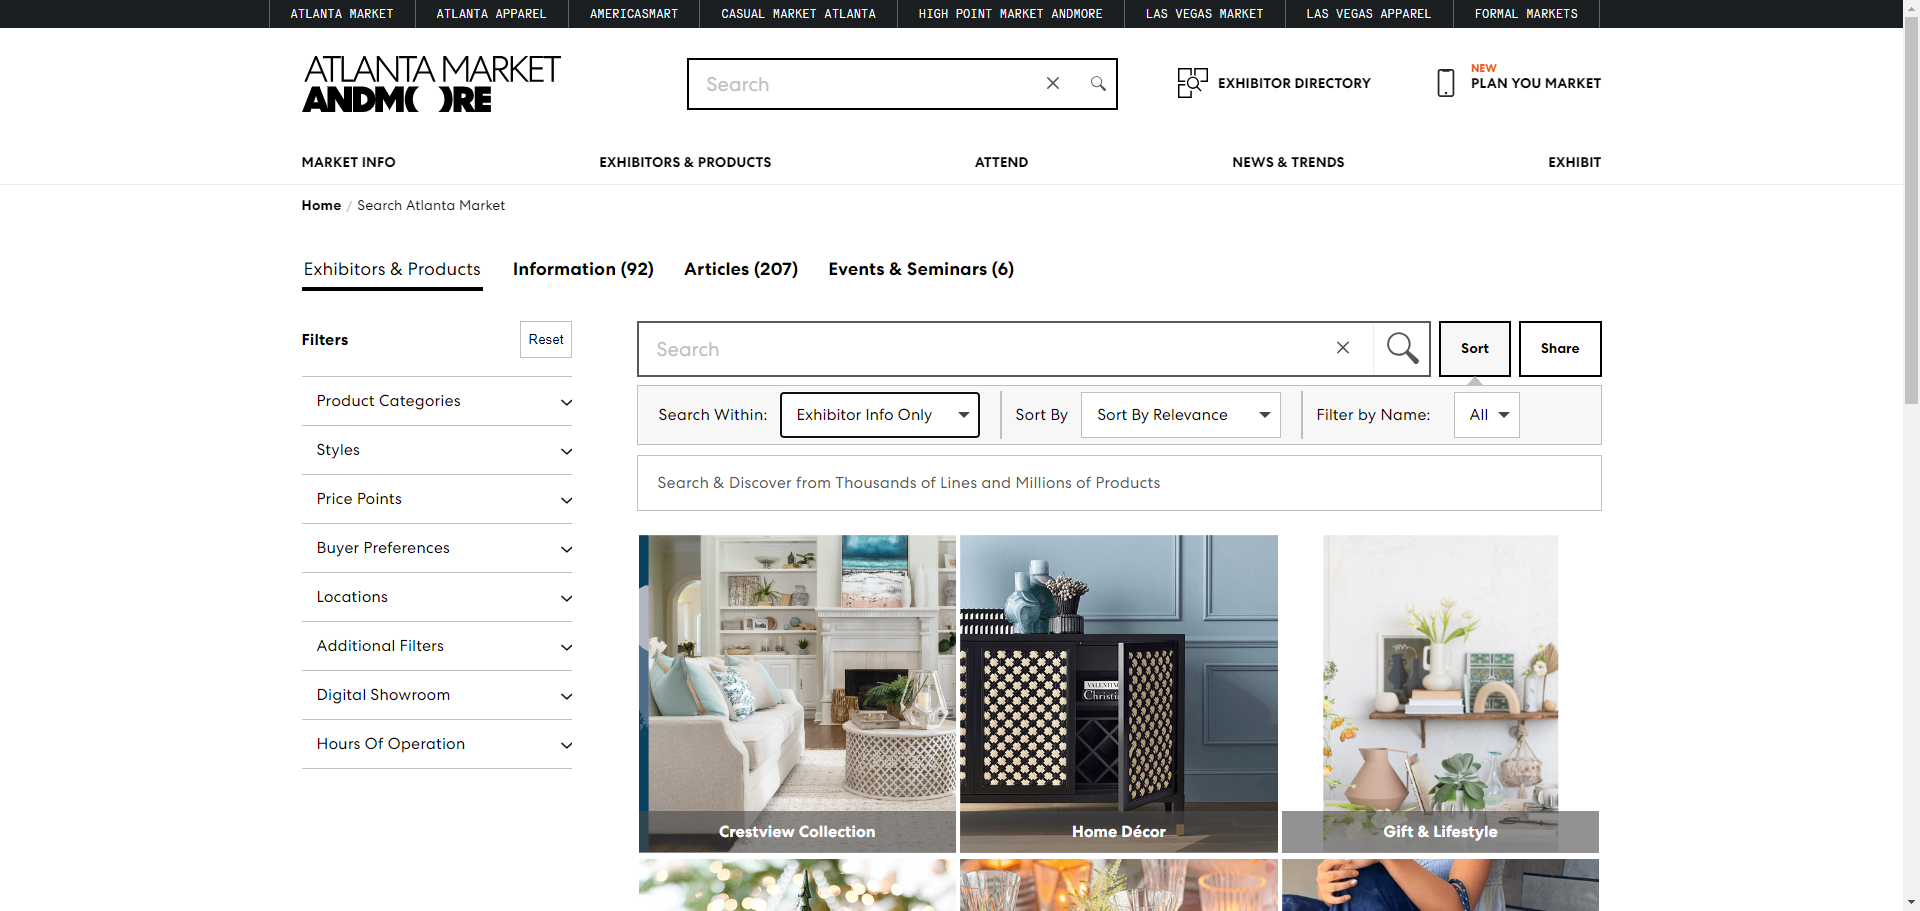 ATLANTA MARKET
ATLANTA APPAREL
AMERICASMART
CASUAL MARKET ATLANTA
HIGH POINT MARKET ANDMORE
LAS VEGAS MARKET
LAS VEGAS APPAREL
FORMAL MARKETS
ATLANTA MARKET
ANDMORE
Search
EXHIBITOR DIRECTORY
NEW
PLAN YOU MARKET
MARKET INFO
EXHIBITORS & PRODUCTS
ATTEND
NEWS & TRENDS
EXHIBIT
Home / Search Atlanta Market
Exhibitors & Products
Information (92)
Articles (207)
Events & Seminars (6)
Filters
Reset
Product Categories
Styles
Price Points
Buyer Preferences
Locations
Additional Filters
Digital Showroom
Hours Of Operation
Search
Sort
Share
Search Within:
Exhibitor Info Only
Sort By
Sort By Relevance
Filter by Name:
All
Search & Discover from Thousands of Lines and Millions of Products
Crestview Collection
VALENTINO
Home Décor
Gift & Lifestyle